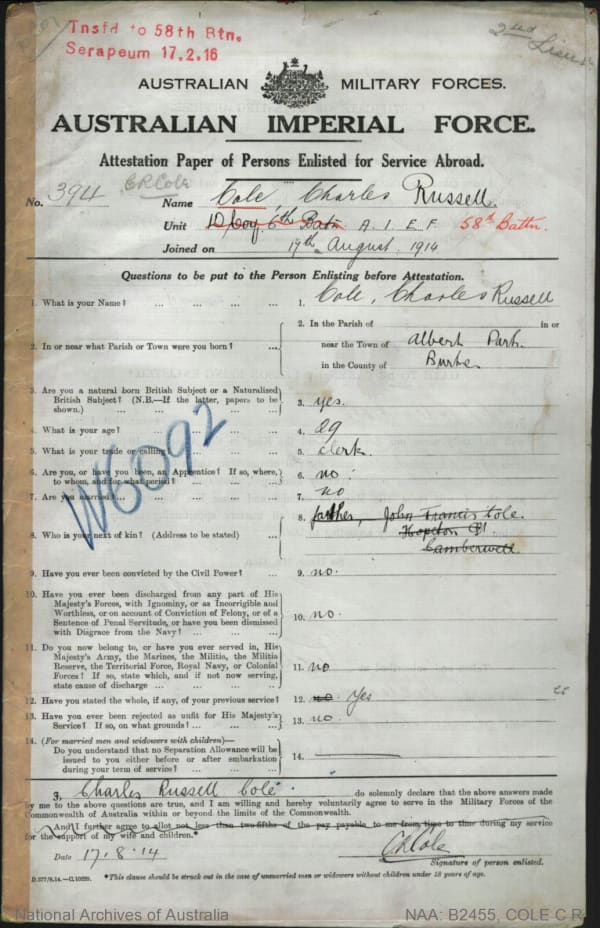 Tnsfd to 58th Btn.
Serapeum 17.2.16
2nd Lieut
AUSTRALIAN MILITARY FORCES.
AUSTRALIAN IMPERIAL FORCE.
Attestation Paper of Persons Enlisted for Service Abroad.
No. 394 C R Cole Name Cole, Charles Russell.
Unit D Coy 6th Batn A. I. E F 58th Battn.
Joined on 17th August 1914
Questions to be put to the Person Enlisting before Attestation.
1. What is your Name? ... ... ... ... 1. Cole, Charles Russell
2. In or near what Parish or Town were you born? ... 2. In the Parish of in or
near the Town of Albert Park.
in the County of Burke
3. Are you a natural born British Subject or a Naturalised
British Subject? (N.B.—If the latter, papers to be
shown.) ... ... ... ... ... 3. yes.
4. What is your age? ... ... ... ... 4. 29
5. What is your trade or calling? ... ... ... 5. clerk.
6. Are you, or have you been, an Apprentice? If so, where,
to whom, and for what period? ... ... ... 6. no.
7. Are you married? ... ... ... ... 7. no
W6092
8. Who is your next of kin? (Address to be stated) ... 8. father, John Francis Cole.
Hopeton St.
Camberwell
9. Have you ever been convicted by the Civil Power? ... 9. no.
10. Have you ever been discharged from any part of His
Majesty's Forces, with Ignominy, or as Incorrigible and
Worthless, or on account of Conviction of Felony, or of a
Sentence of Penal Servitude, or have you been dismissed
with Disgrace from the Navy? ... ... ... 10. no.
11. Do you now belong to, or have you ever served in, His
Majesty's Army, the Marines, the Militia, the Militia
Reserve, the Territorial Force, Royal Navy, or Colonial
Forces? If so, state which, and if not now serving,
state cause of discharge ... ... ... ... 11. no
12. Have you stated the whole, if any, of your previous service? 12. no. Yes
13. Have you ever been rejected as unfit for His Majesty's
Service? If so, on what grounds? ... ... ... 13. no
14. (For married men and widowers with children)—
Do you understand that no Separation Allowance will be
issued to you either before or after embarkation
during your term of service? ... ... ... 14.
I, Charles Russell Cole do solemnly declare that the above answers made
by me to the above questions are true, and I am willing and hereby voluntarily agree to serve in the Military Forces of the
Commonwealth of Australia within or beyond the limits of the Commonwealth.
And I further agree to allot not less than two-fifths of the pay payable to me from time to time during my service
for the support of my wife and children.*
Date 17.8.14 CRCole
Signature of person enlisted.
D.377/8.14.—C.10239. *This clause should be struck out in the case of unmarried men or widowers without children under 18 years of age.
National Archives of Australia NAA: B2455, COLE C R